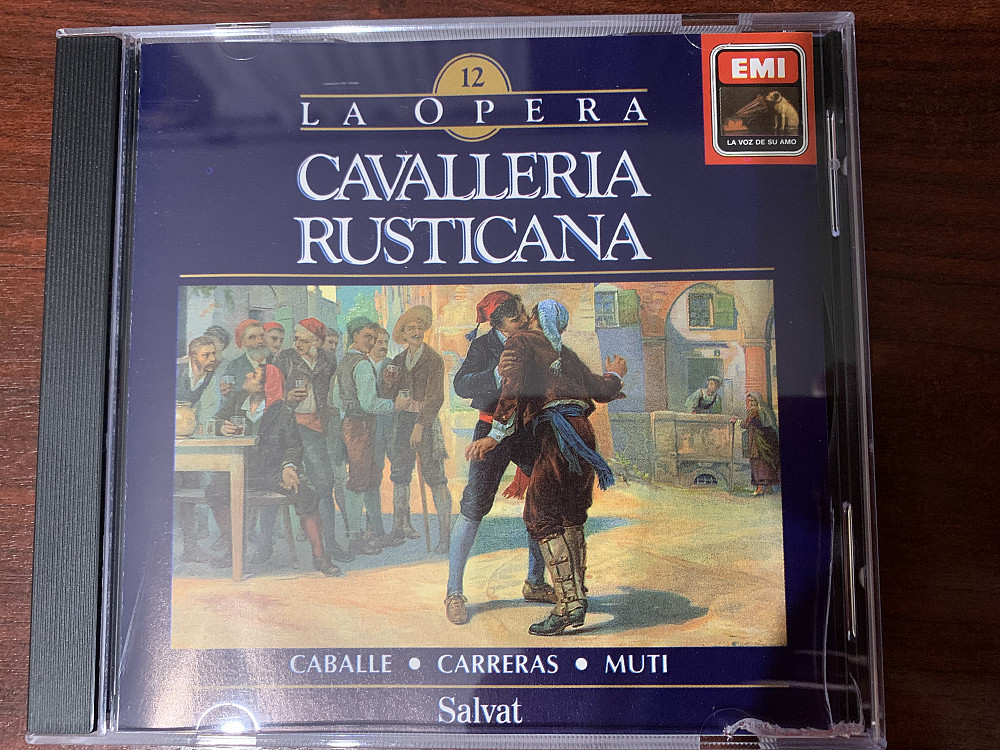 12
LA OPERA
EMI
LA VOZ DE SU AMO
CAVALLERIA
RUSTICANA
CABALLE • CARRERAS • MUTI
Salvat